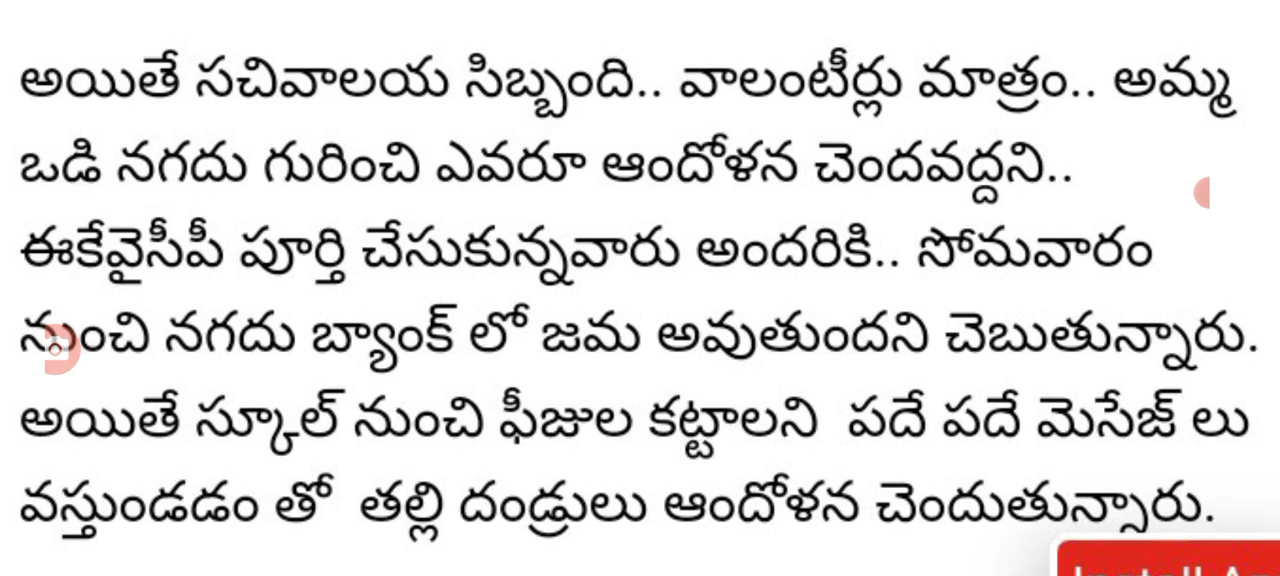 అయితే సచివాలయ సిబ్బంది.. వాలంటీర్లు మాత్రం.. అమ్మ
ఒడి నగదు గురించి ఎవరూ ఆందోళన చెందవద్దని..
ఈకేవైసీపీ పూర్తి చేసుకున్నవారు అందరికి.. సోమవారం
నుంచి నగదు బ్యాంక్ లో జమ అవుతుందని చెబుతున్నారు.
అయితే స్కూల్ నుంచి ఫీజుల కట్టాలని  పదే పదే మెసేజ్ లు
వస్తుండడం తో  తల్లి దండ్రులు ఆందోళన చెందుతున్నారు.